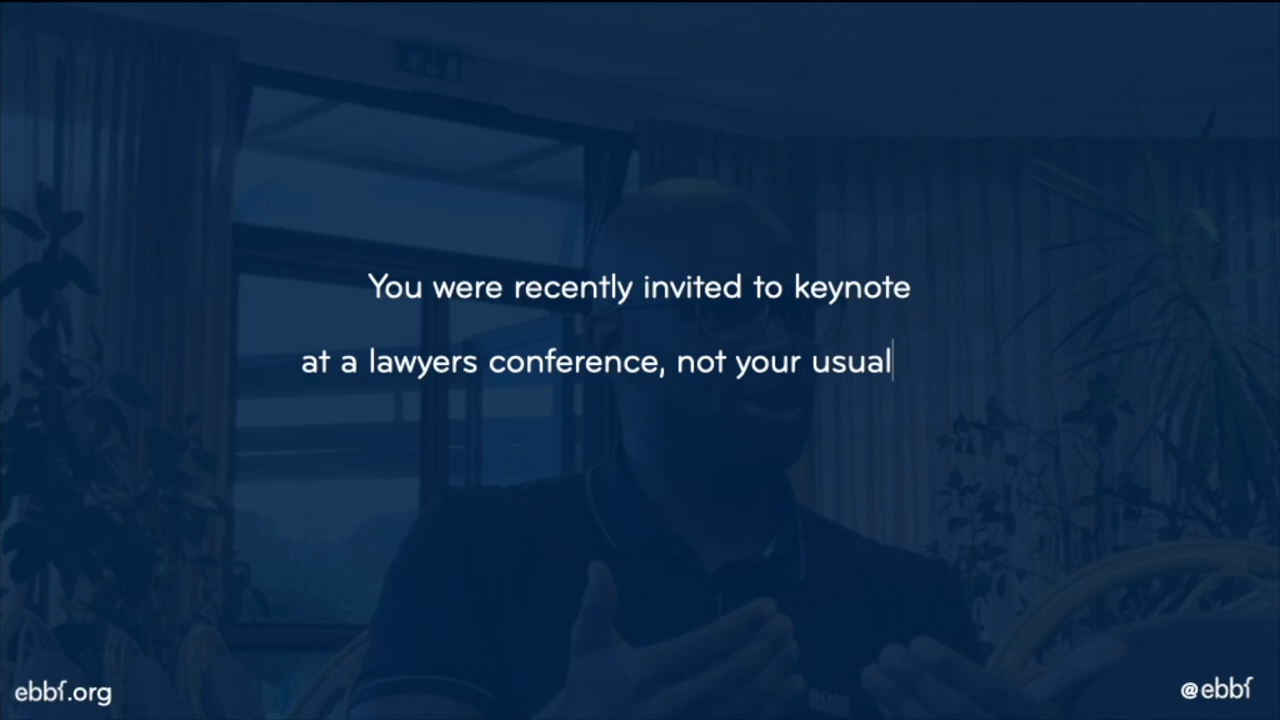 You were recently invited to keynote
at a lawyers conference, not your usual
ebbf.org
@ebbf